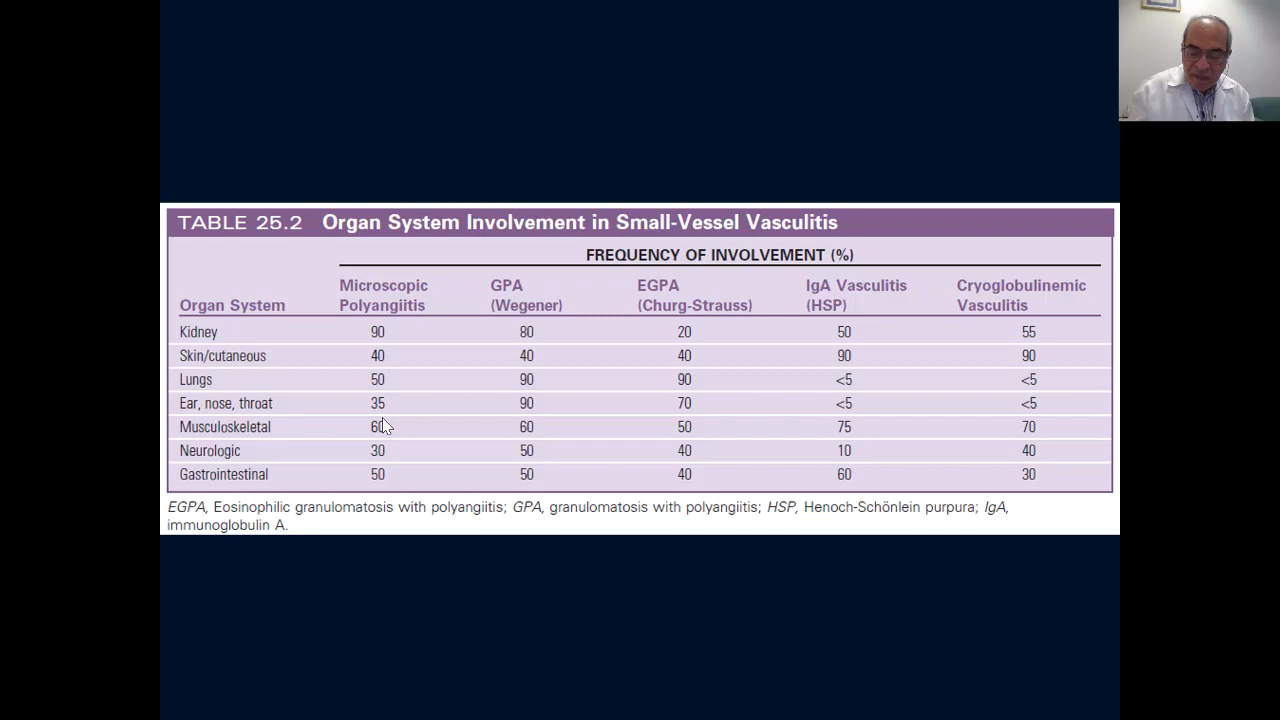 TABLE 25.2 Organ System Involvement in Small-Vessel Vasculitis
FREQUENCY OF INVOLVEMENT (%)
Organ System Microscopic Polyangiitis GPA (Wegener) EGPA (Churg-Strauss) IgA Vasculitis (HSP) Cryoglobulinemic Vasculitis
Kidney 90 80 20 50 55
Skin/cutaneous 40 40 40 90 90
Lungs 50 90 90 <5 <5
Ear, nose, throat 35 90 70 <5 <5
Musculoskeletal 60 60 50 75 70
Neurologic 30 50 40 10 40
Gastrointestinal 50 50 40 60 30
EGPA, Eosinophilic granulomatosis with polyangiitis; GPA, granulomatosis with polyangiitis; HSP, Henoch-Schönlein purpura; IgA,
immunoglobulin A.